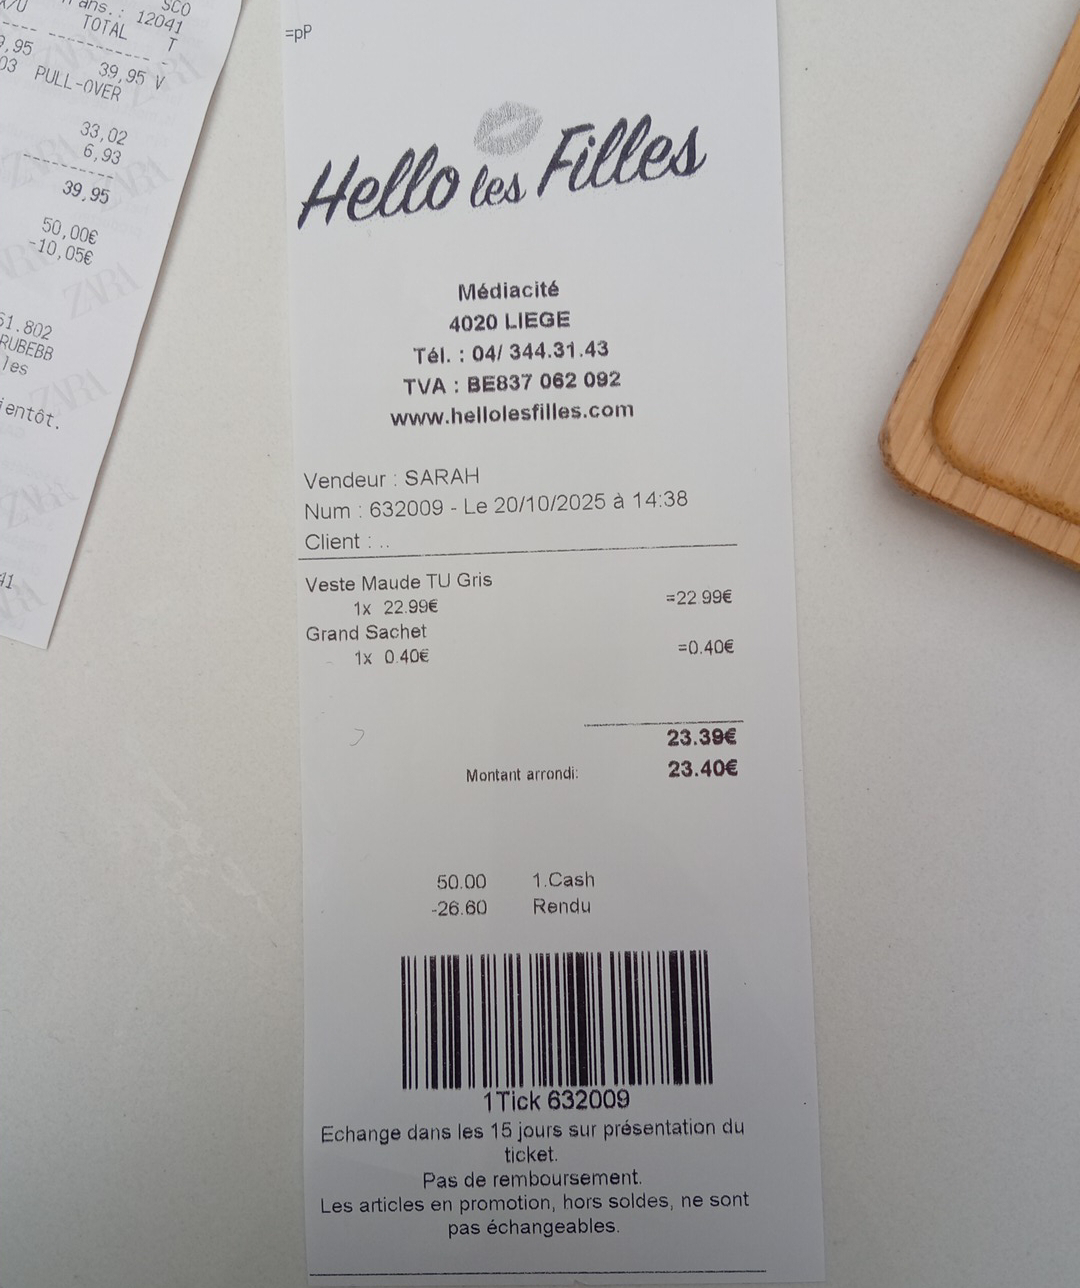 SCO
12041
TOTAL T
39,95 V
PULL-OVER
33,02
6,93
39,95
50,00€
-10,05€
ZARA
=pP
Hello les Filles
Médiacité
4020 LIEGE
Tél. : 04/ 344.31.43
TVA : BE837 062 092
www.hellolesfilles.com
Vendeur : SARAH
Num : 632009 - Le 20/10/2025 à 14:38
Client : ..
Veste Maude TU Gris
1x 22.99€ =22.99€
Grand Sachet
1x 0.40€ =0.40€
23.39€
Montant arrondi: 23.40€
50.00 1.Cash
-26.60 Rendu
1Tick 632009
Echange dans les 15 jours sur présentation du
ticket.
Pas de remboursement.
Les articles en promotion, hors soldes, ne sont
pas échangeables.